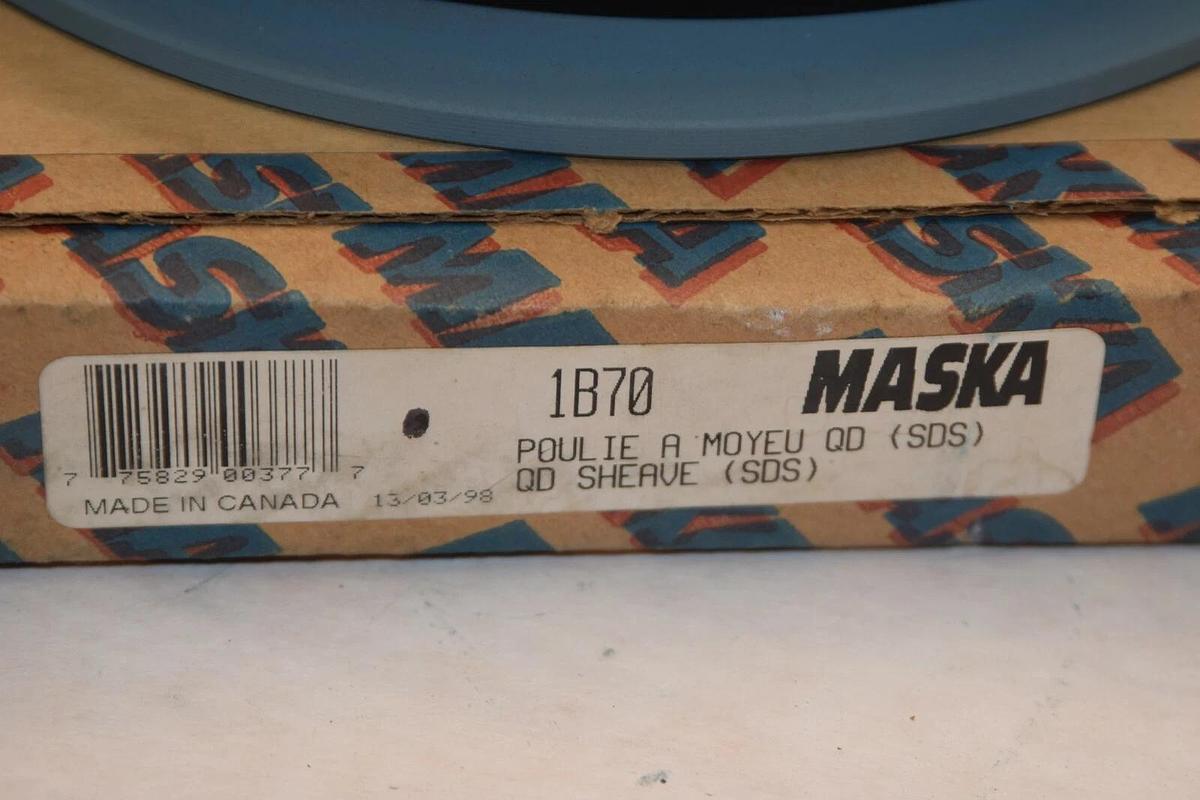 1B70
MASKA
POULIE A MOYEU QD (SDS)
QD SHEAVE (SDS)
7 75829 00377 7
MADE IN CANADA 13/03/98